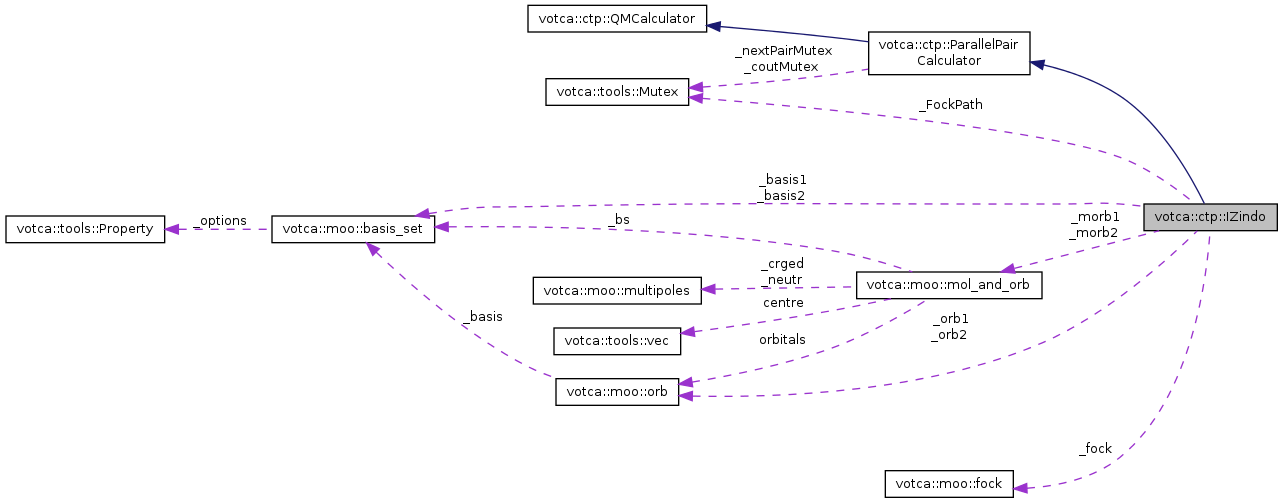 votca::ctp::QMCalculator
votca::ctp::ParallelPair
Calculator
_nextPairMutex
_coutMutex
votca::tools::Mutex
_FockPath
_basis1
_basis2
votca::ctp::IZindo
votca::tools::Property
_options
votca::moo::basis_set
_bs
_morb1
_morb2
_crged
_neutr
votca::moo::multipoles
votca::moo::mol_and_orb
centre
votca::tools::vec
_basis
orbitals
_orb1
_orb2
votca::moo::orb
_fock
votca::moo::fock